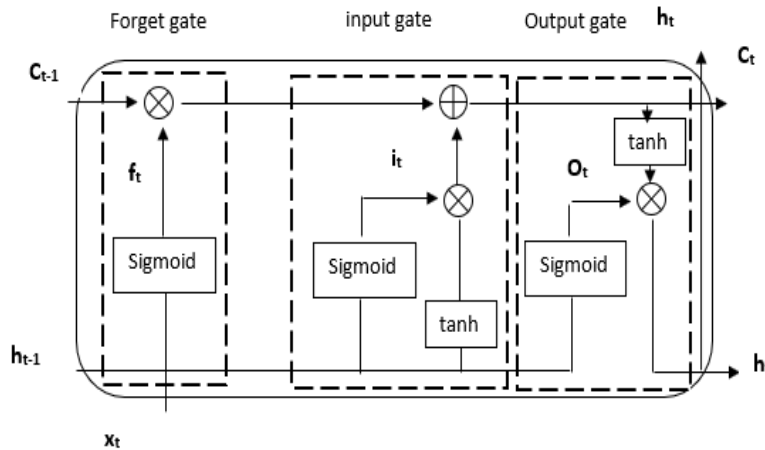 Forget gate
input gate
Output gate
hₜ
Cₜ₋₁
Cₜ
tanh
fₜ
iₜ
Oₜ
Sigmoid
Sigmoid
Sigmoid
tanh
hₜ₋₁
h
xₜ